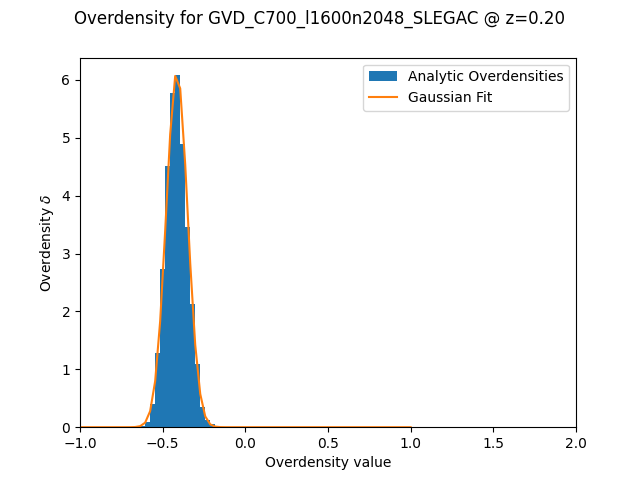 Overdensity for GVD_C700_l1600n2048_SLEGAC @ z=0.20
Analytic Overdensities
Gaussian Fit
Overdensity δ
6
5
4
3
2
1
0
−1.0 −0.5 0.0 0.5 1.0 1.5 2.0
Overdensity value